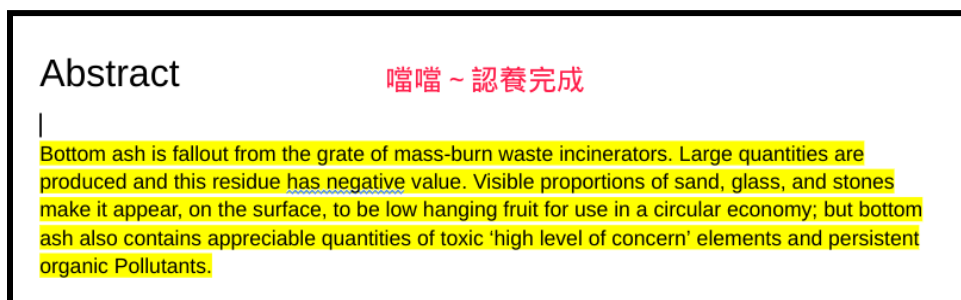 Abstract
噹噹 ~ 認養完成
Bottom ash is fallout from the grate of mass-burn waste incinerators. Large quantities are
produced and this residue has negative value. Visible proportions of sand, glass, and stones
make it appear, on the surface, to be low hanging fruit for use in a circular economy; but bottom
ash also contains appreciable quantities of toxic ‘high level of concern’ elements and persistent
organic Pollutants.